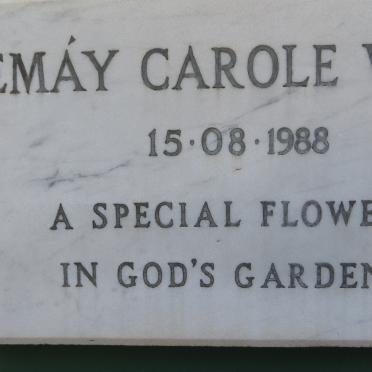 EMÁY CAROLE
15·08·1988
A SPECIAL FLOWE
IN GOD'S GARDEN